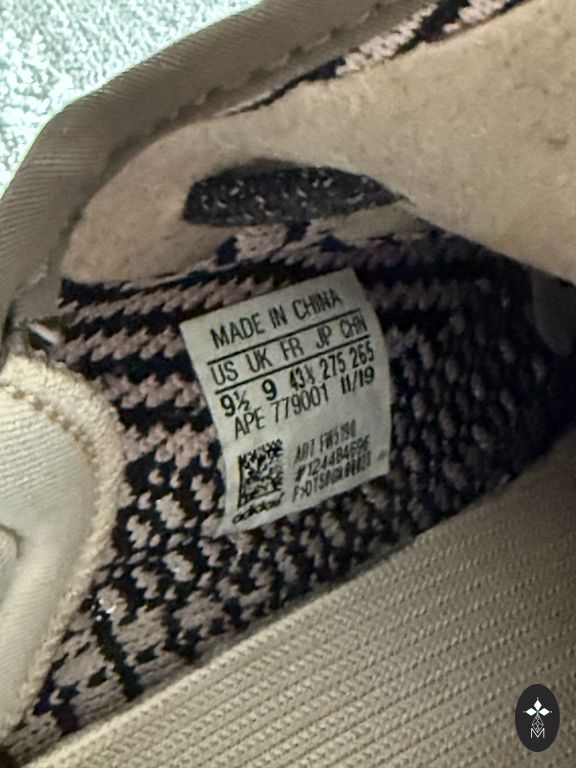 MADE IN CHINA
US UK FR JP CHN
9½ 9 43⅓ 275 265
APE 779001 11/19
ART FW5190
adidas
M